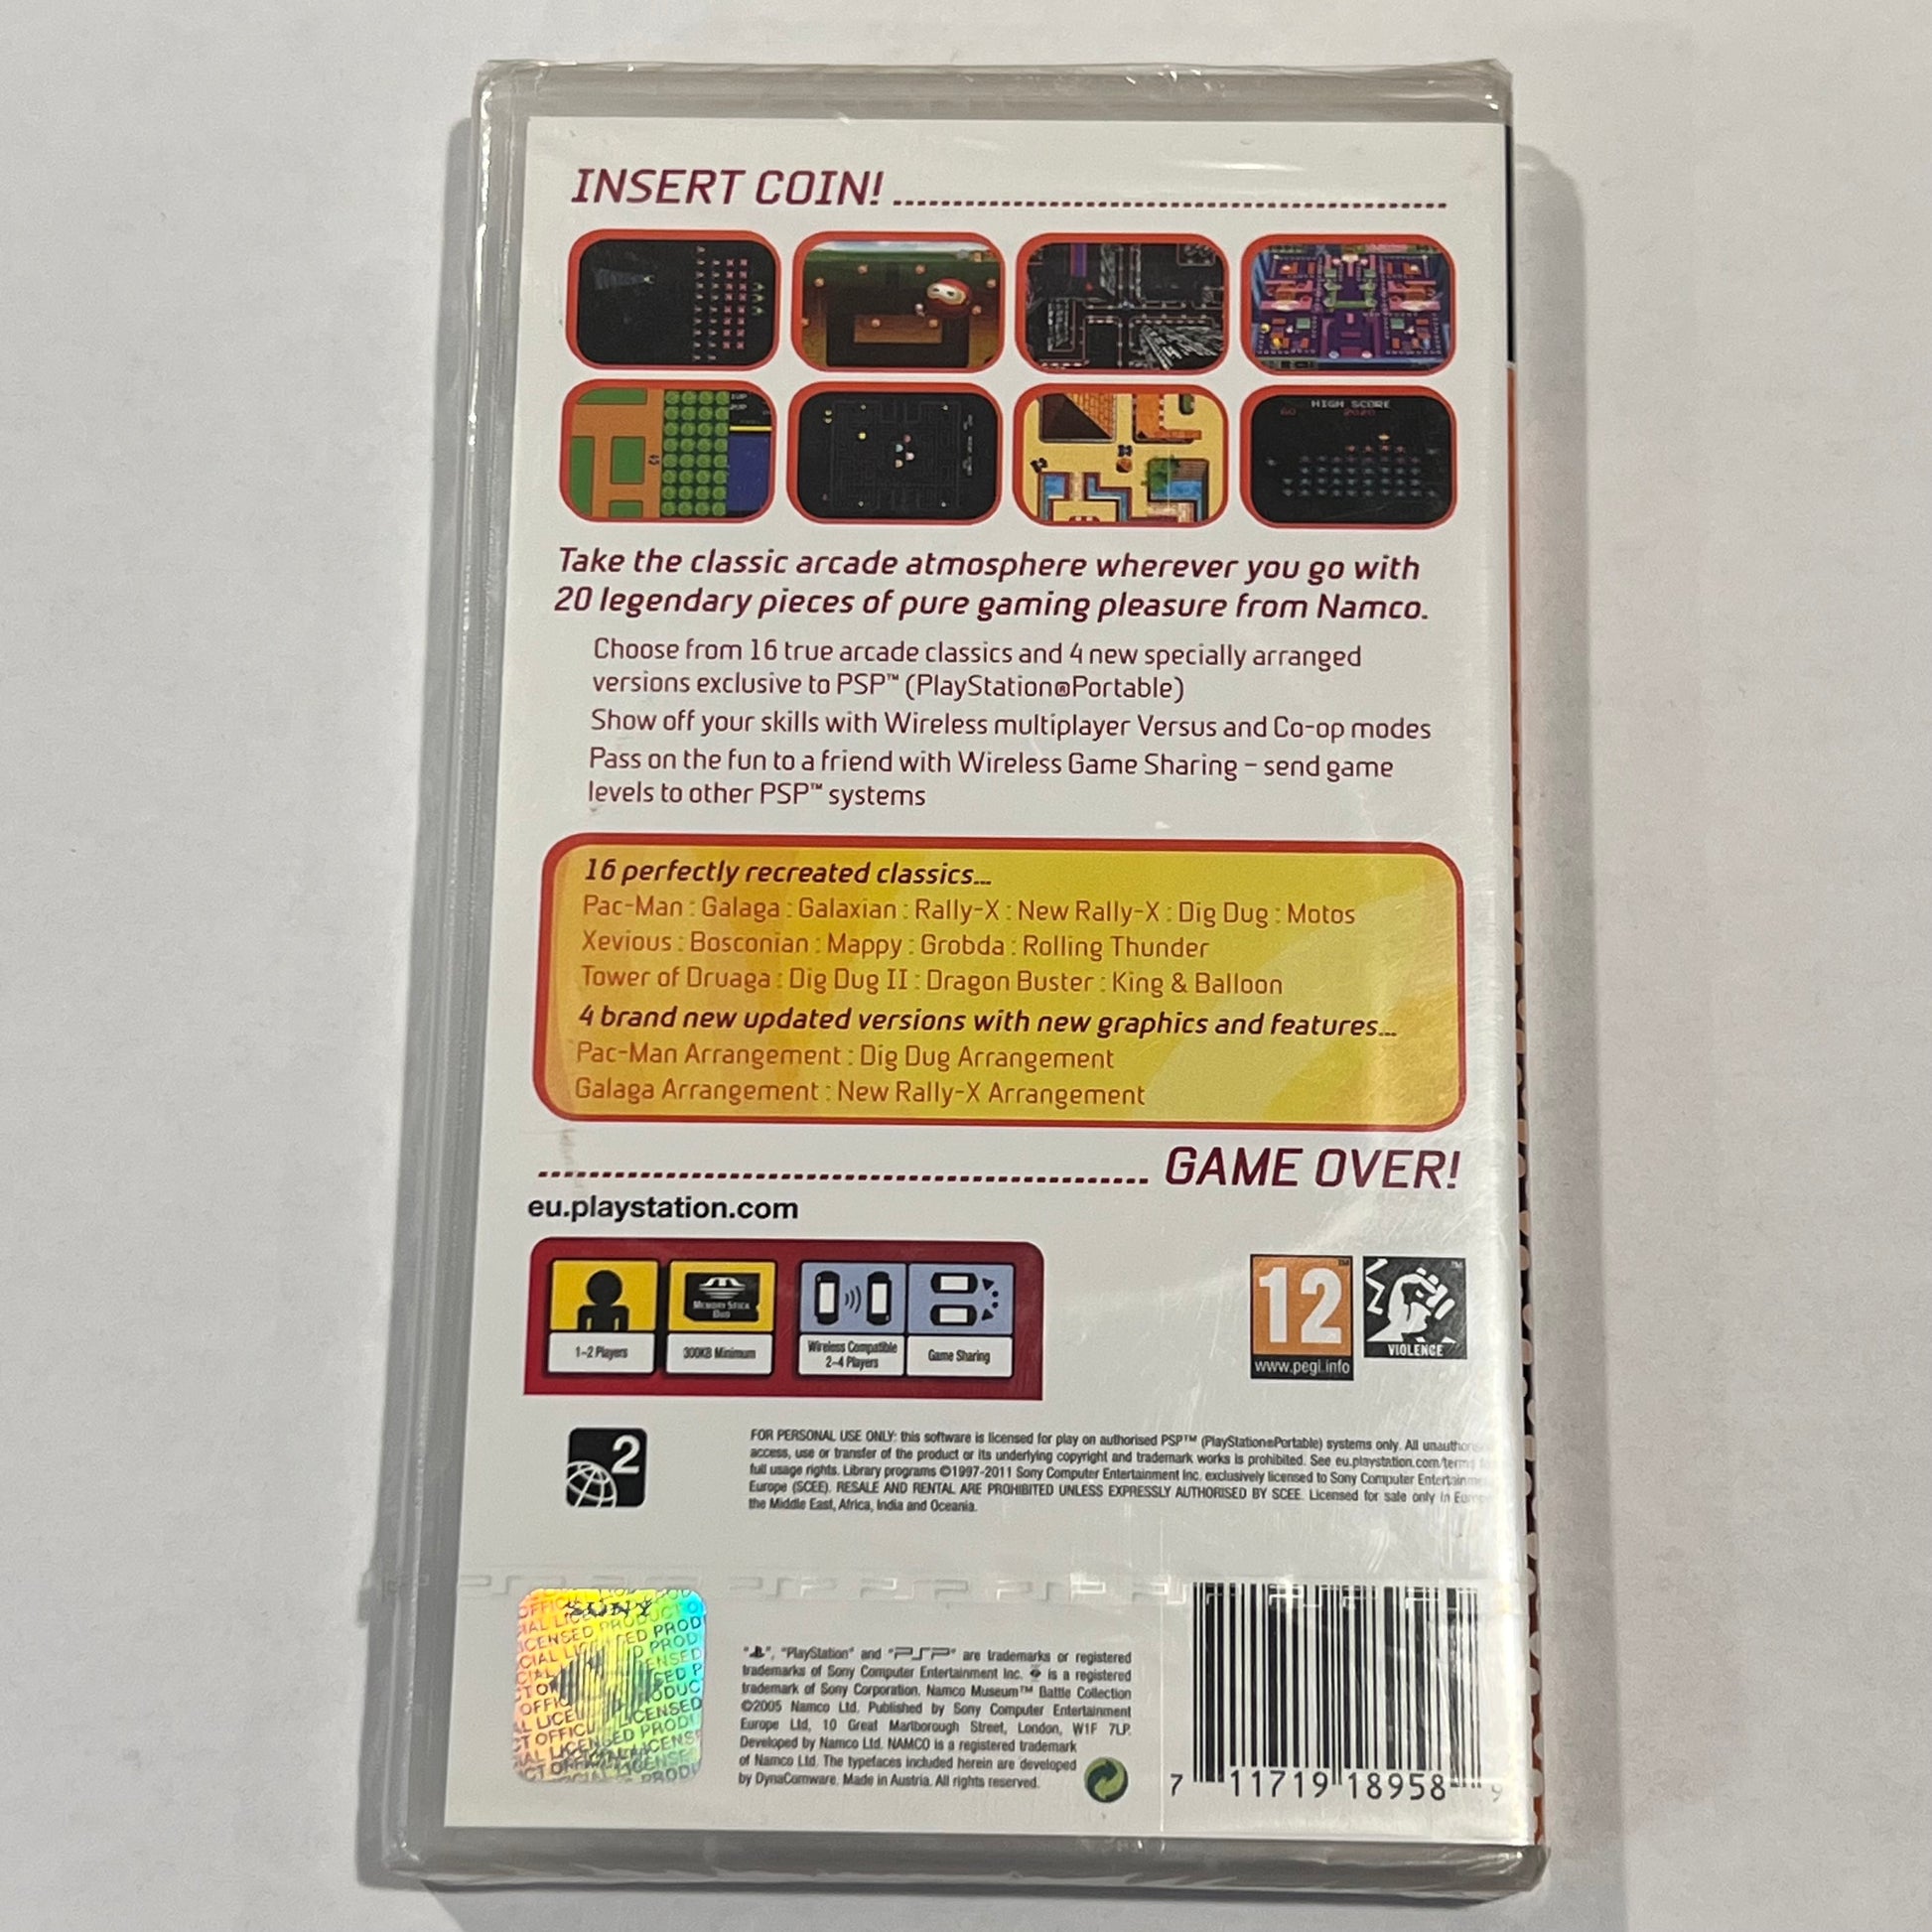 INSERT COIN!
HIGH SCORE
Take the classic arcade atmosphere wherever you go with
20 legendary pieces of pure gaming pleasure from Namco.
Choose from 16 true arcade classics and 4 new specially arranged
versions exclusive to PSP™ (PlayStation®Portable)
Show off your skills with Wireless multiplayer Versus and Co-op modes
Pass on the fun to a friend with Wireless Game Sharing – send game
levels to other PSP™ systems
16 perfectly recreated classics...
Pac-Man : Galaga : Galaxian : Rally-X : New Rally-X : Dig Dug : Motos
Xevious : Bosconian : Mappy : Grobda : Rolling Thunder
Tower of Druaga : Dig Dug II : Dragon Buster : King & Balloon
4 brand new updated versions with new graphics and features...
Pac-Man Arrangement : Dig Dug Arrangement
Galaga Arrangement : New Rally-X Arrangement
GAME OVER!
eu.playstation.com
MEMORY STICK
DUO
1-2 Players
300KB Minimum
Wireless Compatible
2-4 Players
Game Sharing
12
www.pegi.info
VIOLENCE
2
FOR PERSONAL USE ONLY: this software is licensed for play on authorised PSP™ (PlayStation®Portable) systems only. All
access, use or transfer of the product or its underlying copyright and trademark works is prohibited. See eu.playstation.com/terms
full usage rights. Library programs ©1997-2011 Sony Computer Entertainment Inc. exclusively licensed to Sony Computer
Europe (SCEE). RESALE AND RENTAL ARE PROHIBITED UNLESS EXPRESSLY AUTHORISED BY SCEE. Licensed for sale only in
the Middle East, Africa, India and Oceania.
SONY
"PlayStation" and "PSP" are trademarks or registered
trademarks of Sony Computer Entertainment Inc. is a registered
trademark of Sony Corporation. Namco Museum™ Battle Collection
©2005 Namco Ltd. Published by Sony Computer Entertainment
Europe Ltd, 10 Great Marlborough Street, London, W1F 7LP.
Developed by Namco Ltd. NAMCO is a registered trademark
of Namco Ltd. The typefaces included herein are developed
by DynaComware. Made in Austria. All rights reserved.
7 11719 18958 9